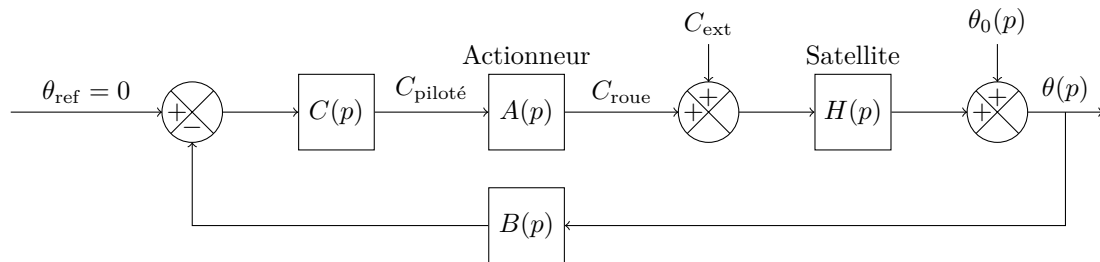 C_ext
θ_0(p)
Actionneur
Satellite
θ_ref = 0
C_piloté
C_roue
θ(p)
+
−
C(p)
A(p)
+
+
H(p)
+
+
B(p)